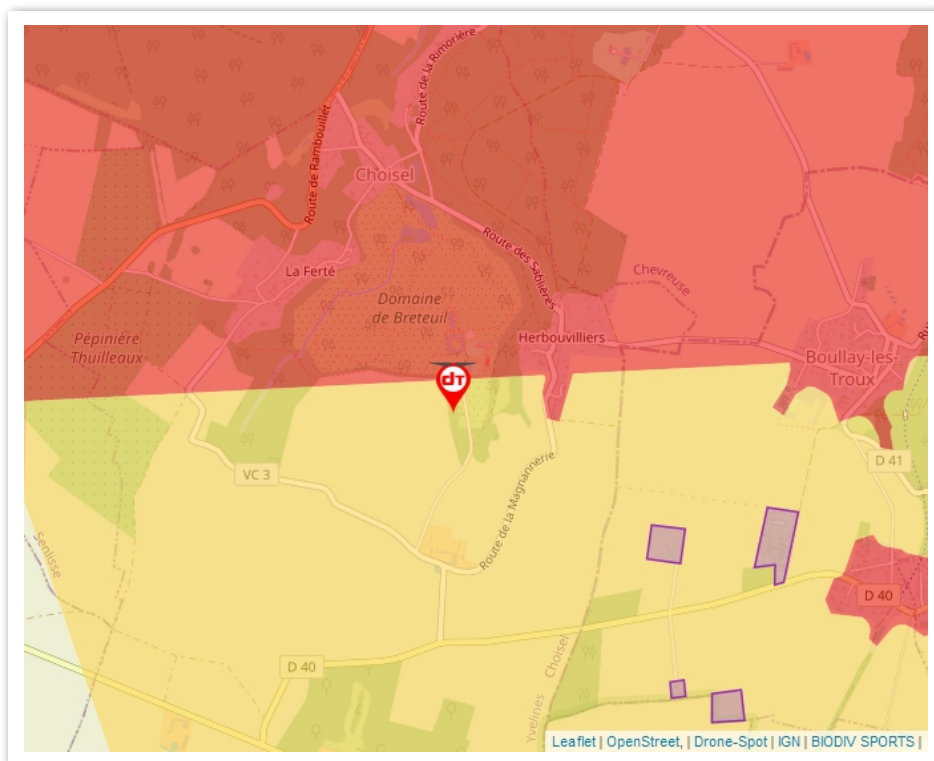 Route de la Rimorière
Route de Rambouillet
Choisel
Route des Sablières
La Ferté
Chevreuse
Domaine
de Breteuil
Pépinière
Thuilleaux
Herbouvilliers
Boullay-les-
Troux
dT
D 41
VC 3
Route de la Magnannerie
Senlisse
D 40
Choisel
D 40
Yvelines
Leaflet | OpenStreet, | Drone-Spot | IGN | BIODIV SPORTS |